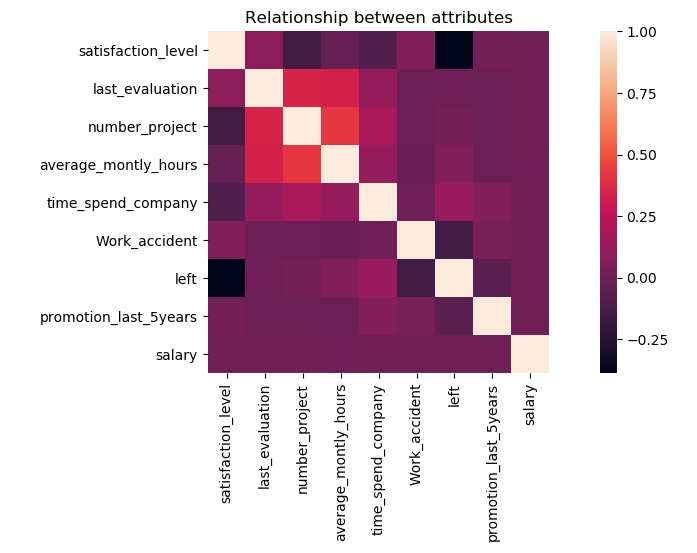 Relationship between attributes
satisfaction_level
last_evaluation
number_project
average_montly_hours
time_spend_company
Work_accident
left
promotion_last_5years
salary
satisfaction_level
last_evaluation
number_project
average_montly_hours
time_spend_company
Work_accident
left
promotion_last_5years
salary
1.00
0.75
0.50
0.25
0.00
−0.25